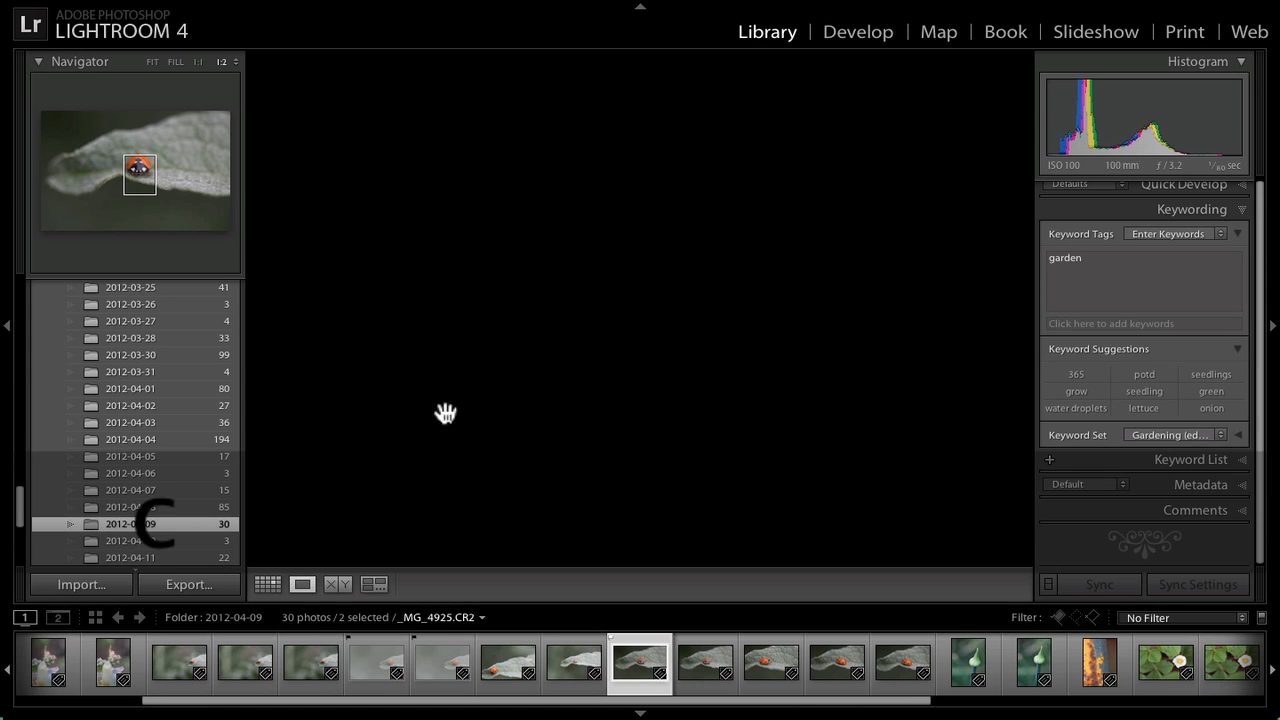 Lr
ADOBE PHOTOSHOP
LIGHTROOM 4
Library | Develop | Map | Book | Slideshow | Print | Web
Navigator FIT FILL 1:1 1:2
Histogram
ISO 100 100 mm ƒ / 3.2 1/80 sec
Defaults Quick Develop
Keywording
Keyword Tags Enter Keywords
garden
Click here to add keywords
Keyword Suggestions
365 potd seedlings
grow seedling green
water droplets lettuce onion
Keyword Set Gardening (ed...
Keyword List
Default Metadata
Comments
Sync Sync Settings
2012-03-25 41
2012-03-26 3
2012-03-27 4
2012-03-28 33
2012-03-30 99
2012-03-31 4
2012-04-01 80
2012-04-02 27
2012-04-03 36
2012-04-04 194
2012-04-05 17
2012-04-06 3
2012-04-07 15
85
30
3
2012-04-11 22
C
Import... Export...
X Y
1 2 Folder : 2012-04-09 30 photos / 2 selected / _MG_4925.CR2 Filter : No Filter